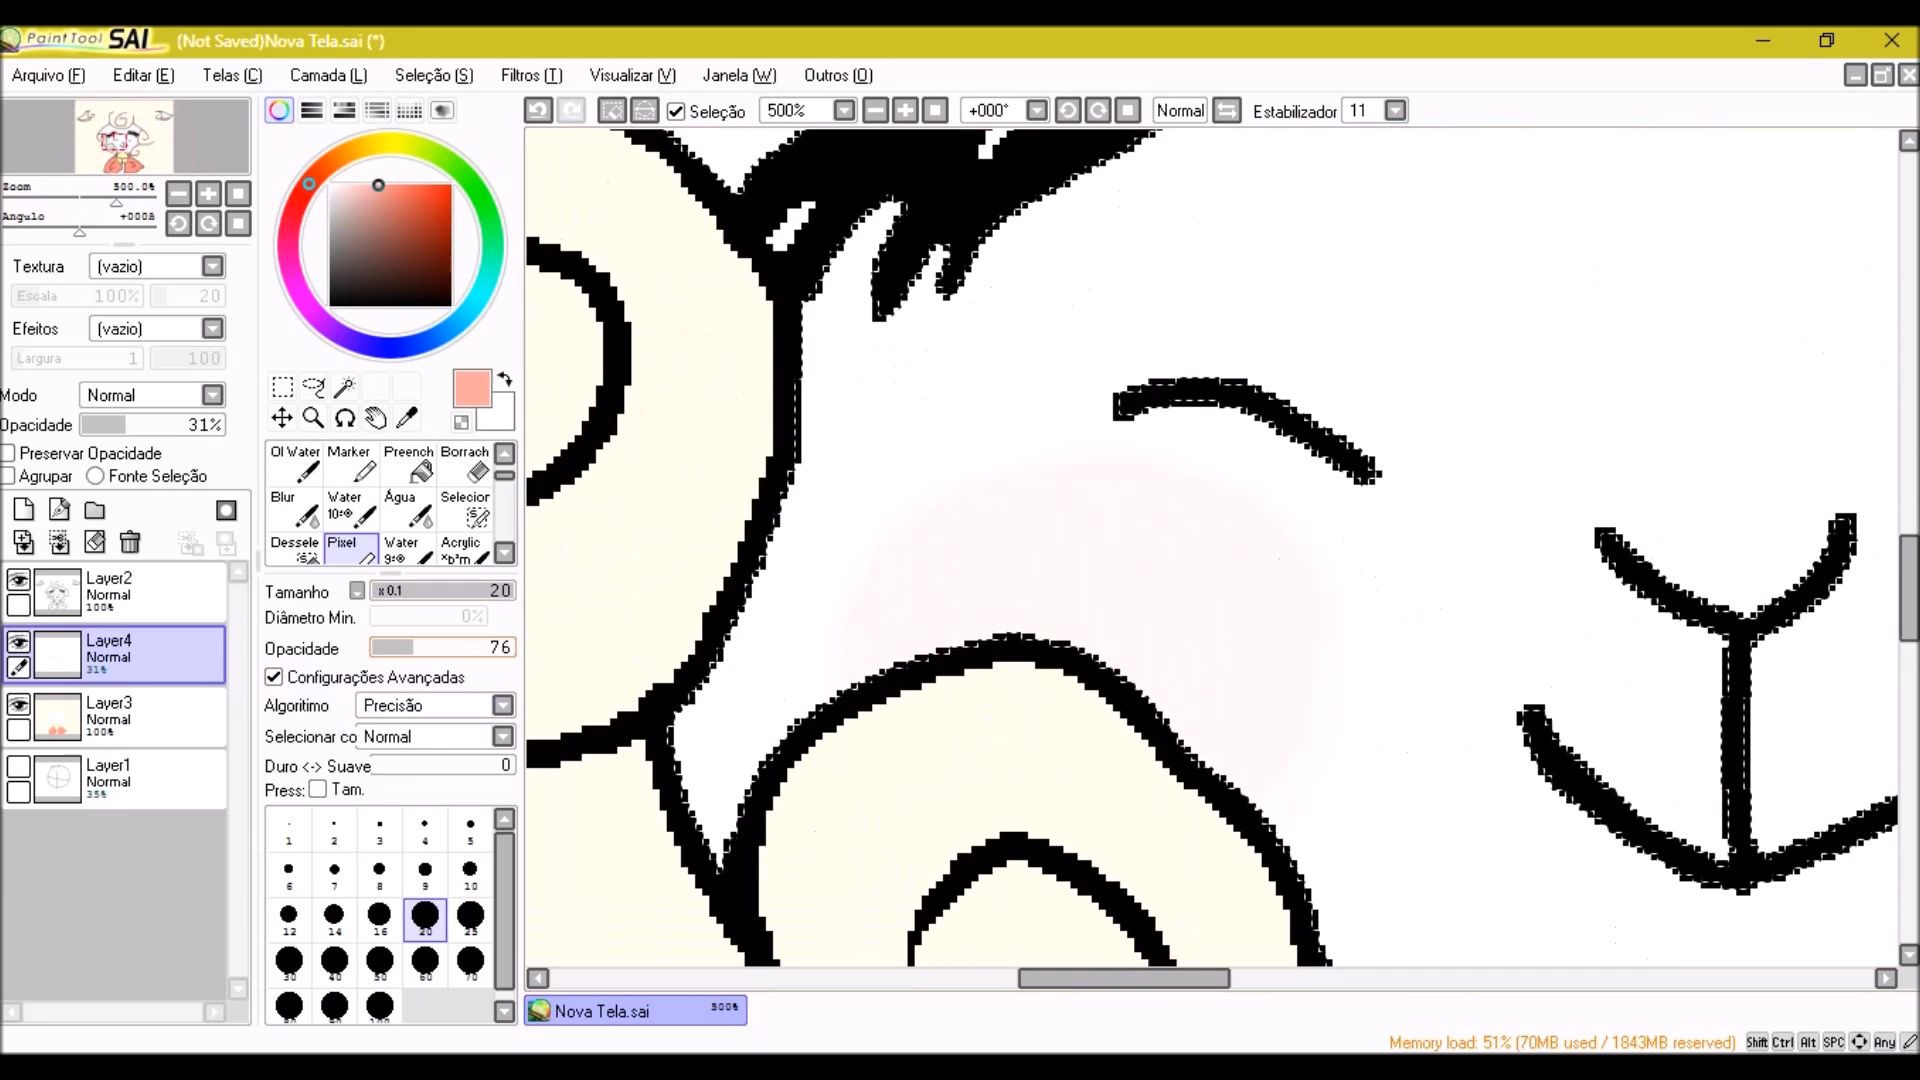 PaintTool SAI (Not Saved)Nova Tela.sai (*)
Arquivo (F) Editar (E) Telas (C) Camada (L) Seleção (S) Filtros (T) Visualizar (V) Janela (W) Outros (O)
Seleção 500% +000° Normal Estabilizador 11
Zoom 500.0%
Angulo +000Β
Textura (vazio)
Escala 100% 20
Efeitos (vazio)
Largura 1 100
Modo Normal
Opacidade 31%
Preservar Opacidade
Agrupar Fonte Seleção
Layer2
Normal
100%
Layer4
Normal
31%
Layer3
Normal
100%
Layer1
Normal
35%
Ol Water Marker Preench Borrach
Blur Water Água Selecior
Dessele Pixel Water Acrylic
Tamanho x 0.1 20
Diâmetro Min. 0%
Opacidade 76
Configurações Avançadas
Algoritimo Precisão
Selecionar co Normal
Duro <-> Suave 0
Press: Tam.
1 2 3 4 5
6 7 8 9 10
12 14 16 20 25
30 40 50 60 70
Nova Tela.sai 500%
Memory load: 51% (70MB used / 1843MB reserved) Shift Ctrl Alt SPC Any